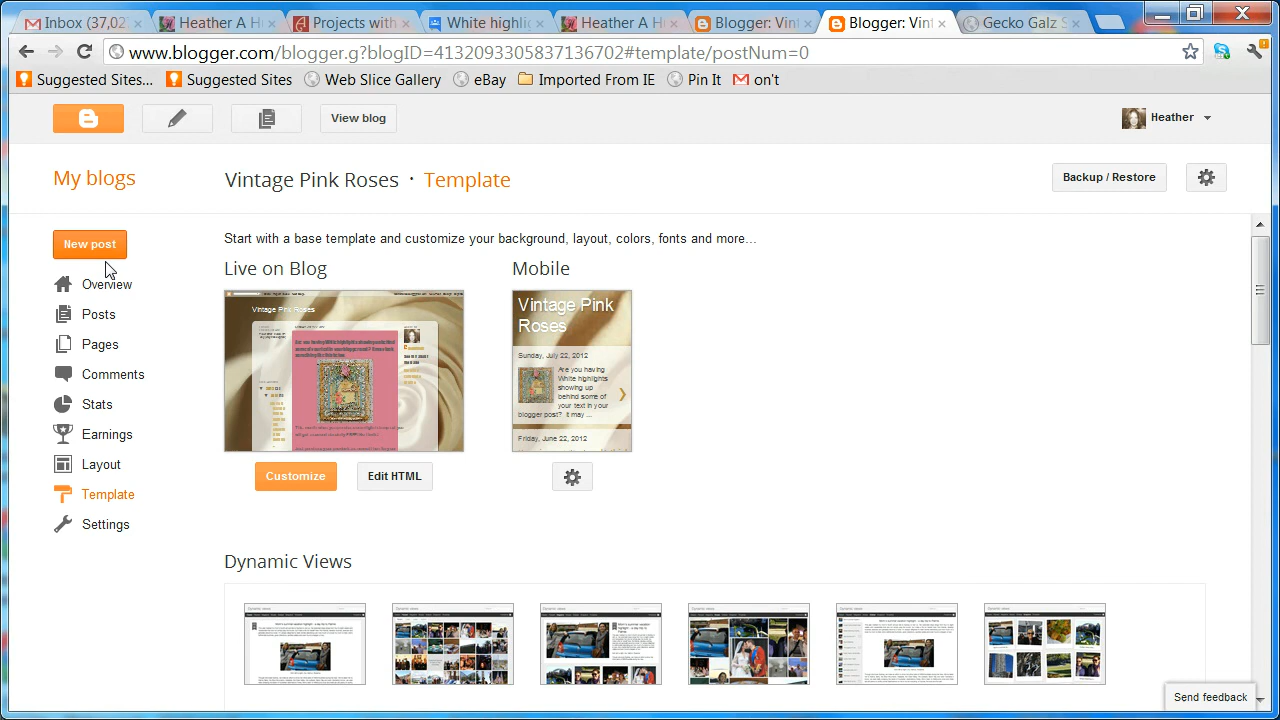 Inbox (37,02
Heather A H
Projects with
White highlig
Heather A H
Blogger: Vint
Blogger: Vint
Gecko Galz S
www.blogger.com/blogger.g?blogID=4132093305837136702#template/postNum=0
Suggested Sites...
Suggested Sites
Web Slice Gallery
eBay
Imported From IE
Pin It
on't
View blog
Heather
My blogs
Vintage Pink Roses · Template
Backup / Restore
New post
Overview
Posts
Pages
Comments
Stats
Earnings
Layout
Template
Settings
Start with a base template and customize your background, layout, colors, fonts and more...
Live on Blog
Mobile
Vintage Pink Roses
Vintage Pink
Roses
Sunday, July 22, 2012
Are you having
White highlights
showing up
behind some of
your text in your
blogger post? It may ...
Friday, June 22, 2012
Customize
Edit HTML
Dynamic Views
Send feedback